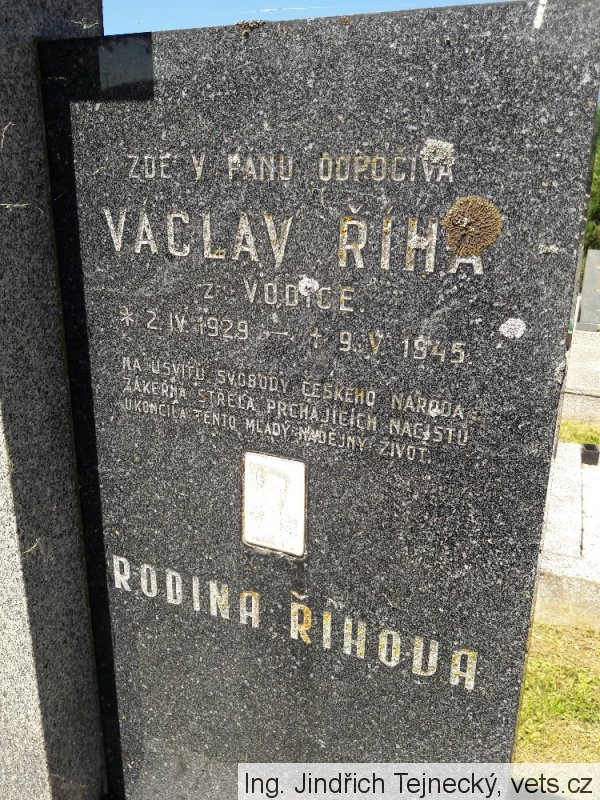 ZDE V PÁNU ODPOČÍVÁ
VÁCLAV ŘÍHA
Z VODICE.
* 2.IV.1929 — † 9.V.1945.
NA ÚSVITU SVOBODY ČESKÉHO NÁRODA,
ZÁKEŘNÁ STŘELA PRCHAJÍCÍCH NACISTŮ
UKONČILA TENTO MLADÝ NADĚJNÝ ŽIVOT.
RODINA ŘÍHOVA
Ing. Jindřich Tejnecký, vets.cz